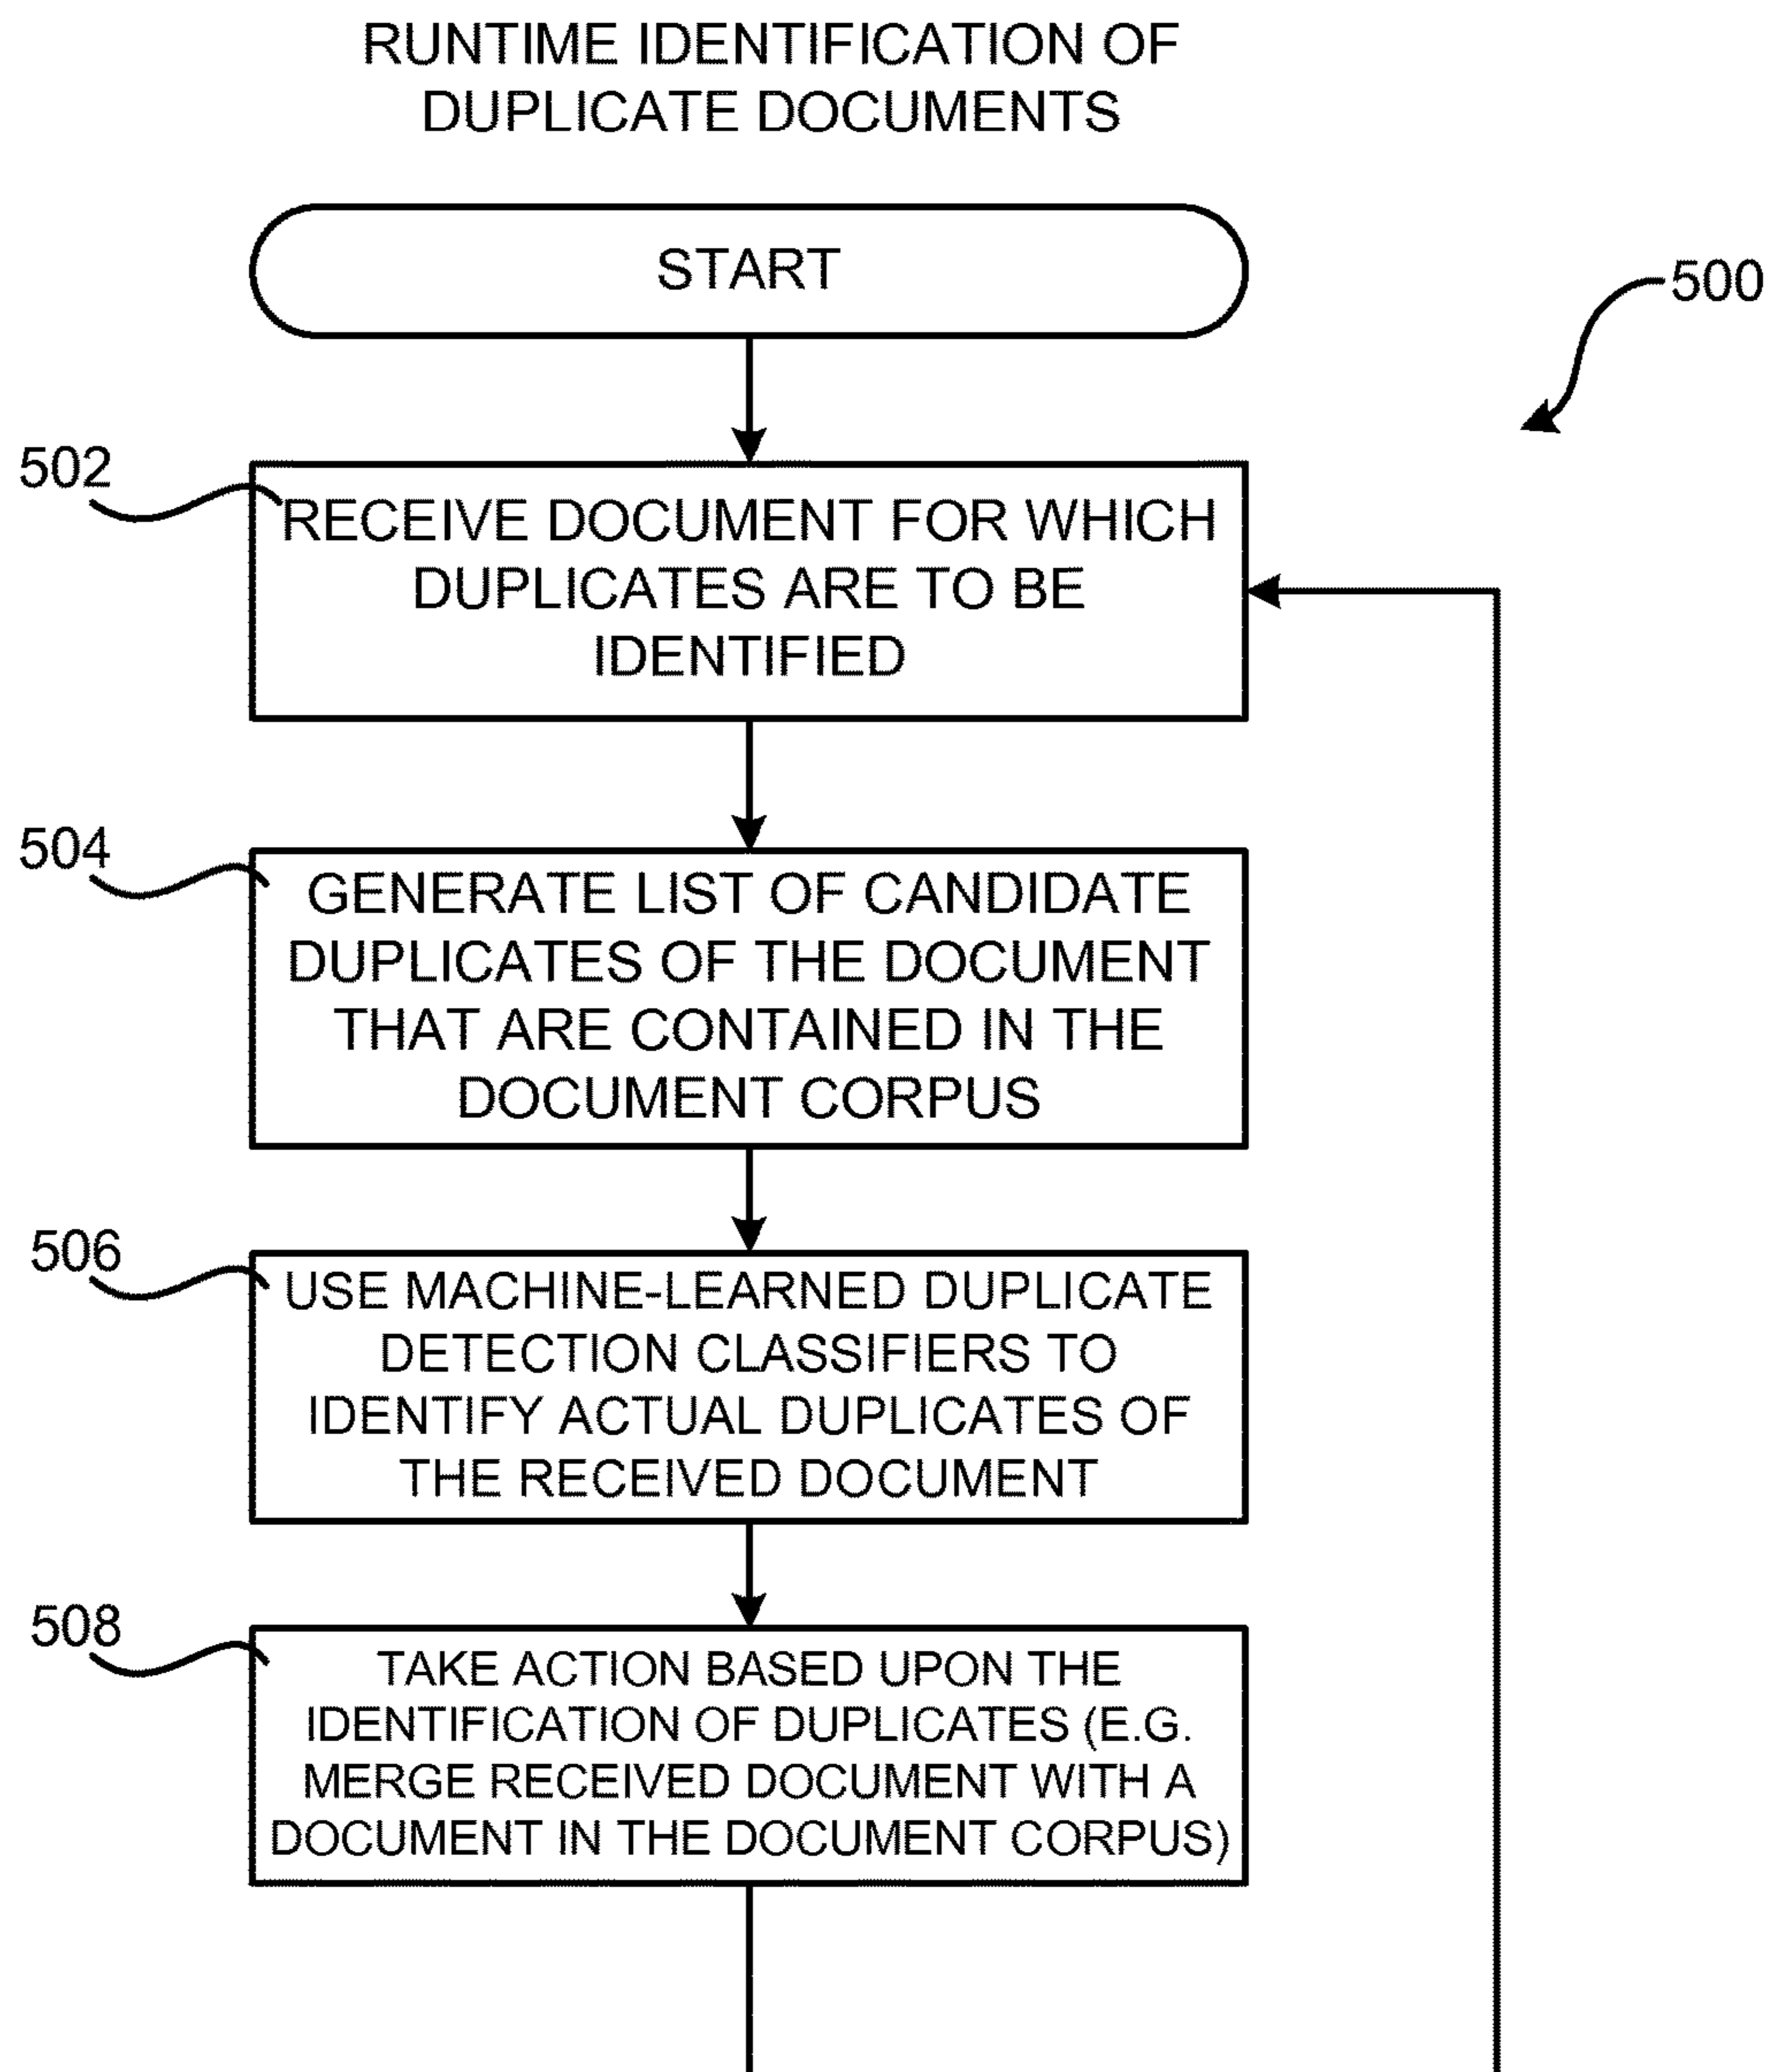 RUNTIME IDENTIFICATION OF
DUPLICATE DOCUMENTS
START
500
502
RECEIVE DOCUMENT FOR WHICH
DUPLICATES ARE TO BE
IDENTIFIED
504
GENERATE LIST OF CANDIDATE
DUPLICATES OF THE DOCUMENT
THAT ARE CONTAINED IN THE
DOCUMENT CORPUS
506
USE MACHINE-LEARNED DUPLICATE
DETECTION CLASSIFIERS TO
IDENTIFY ACTUAL DUPLICATES OF
THE RECEIVED DOCUMENT
508
TAKE ACTION BASED UPON THE
IDENTIFICATION OF DUPLICATES (E.G.
MERGE RECEIVED DOCUMENT WITH A
DOCUMENT IN THE DOCUMENT CORPUS)